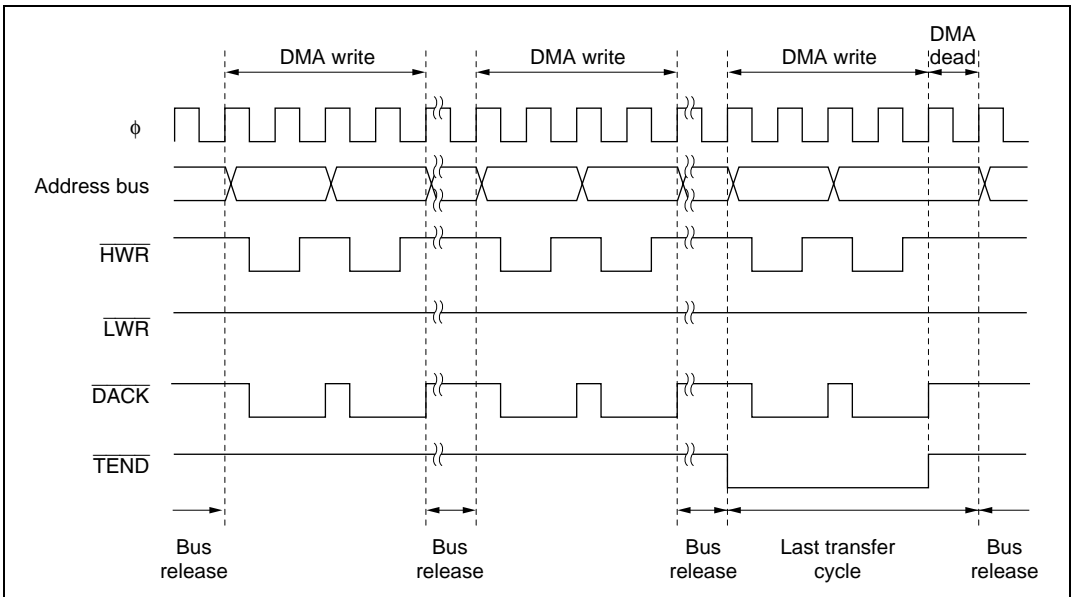 DMA
dead
DMA write
DMA write
DMA write
ϕ
Address bus
HWR
LWR
DACK
TEND
Bus
release
Bus
release
Bus
release
Last transfer
cycle
Bus
release